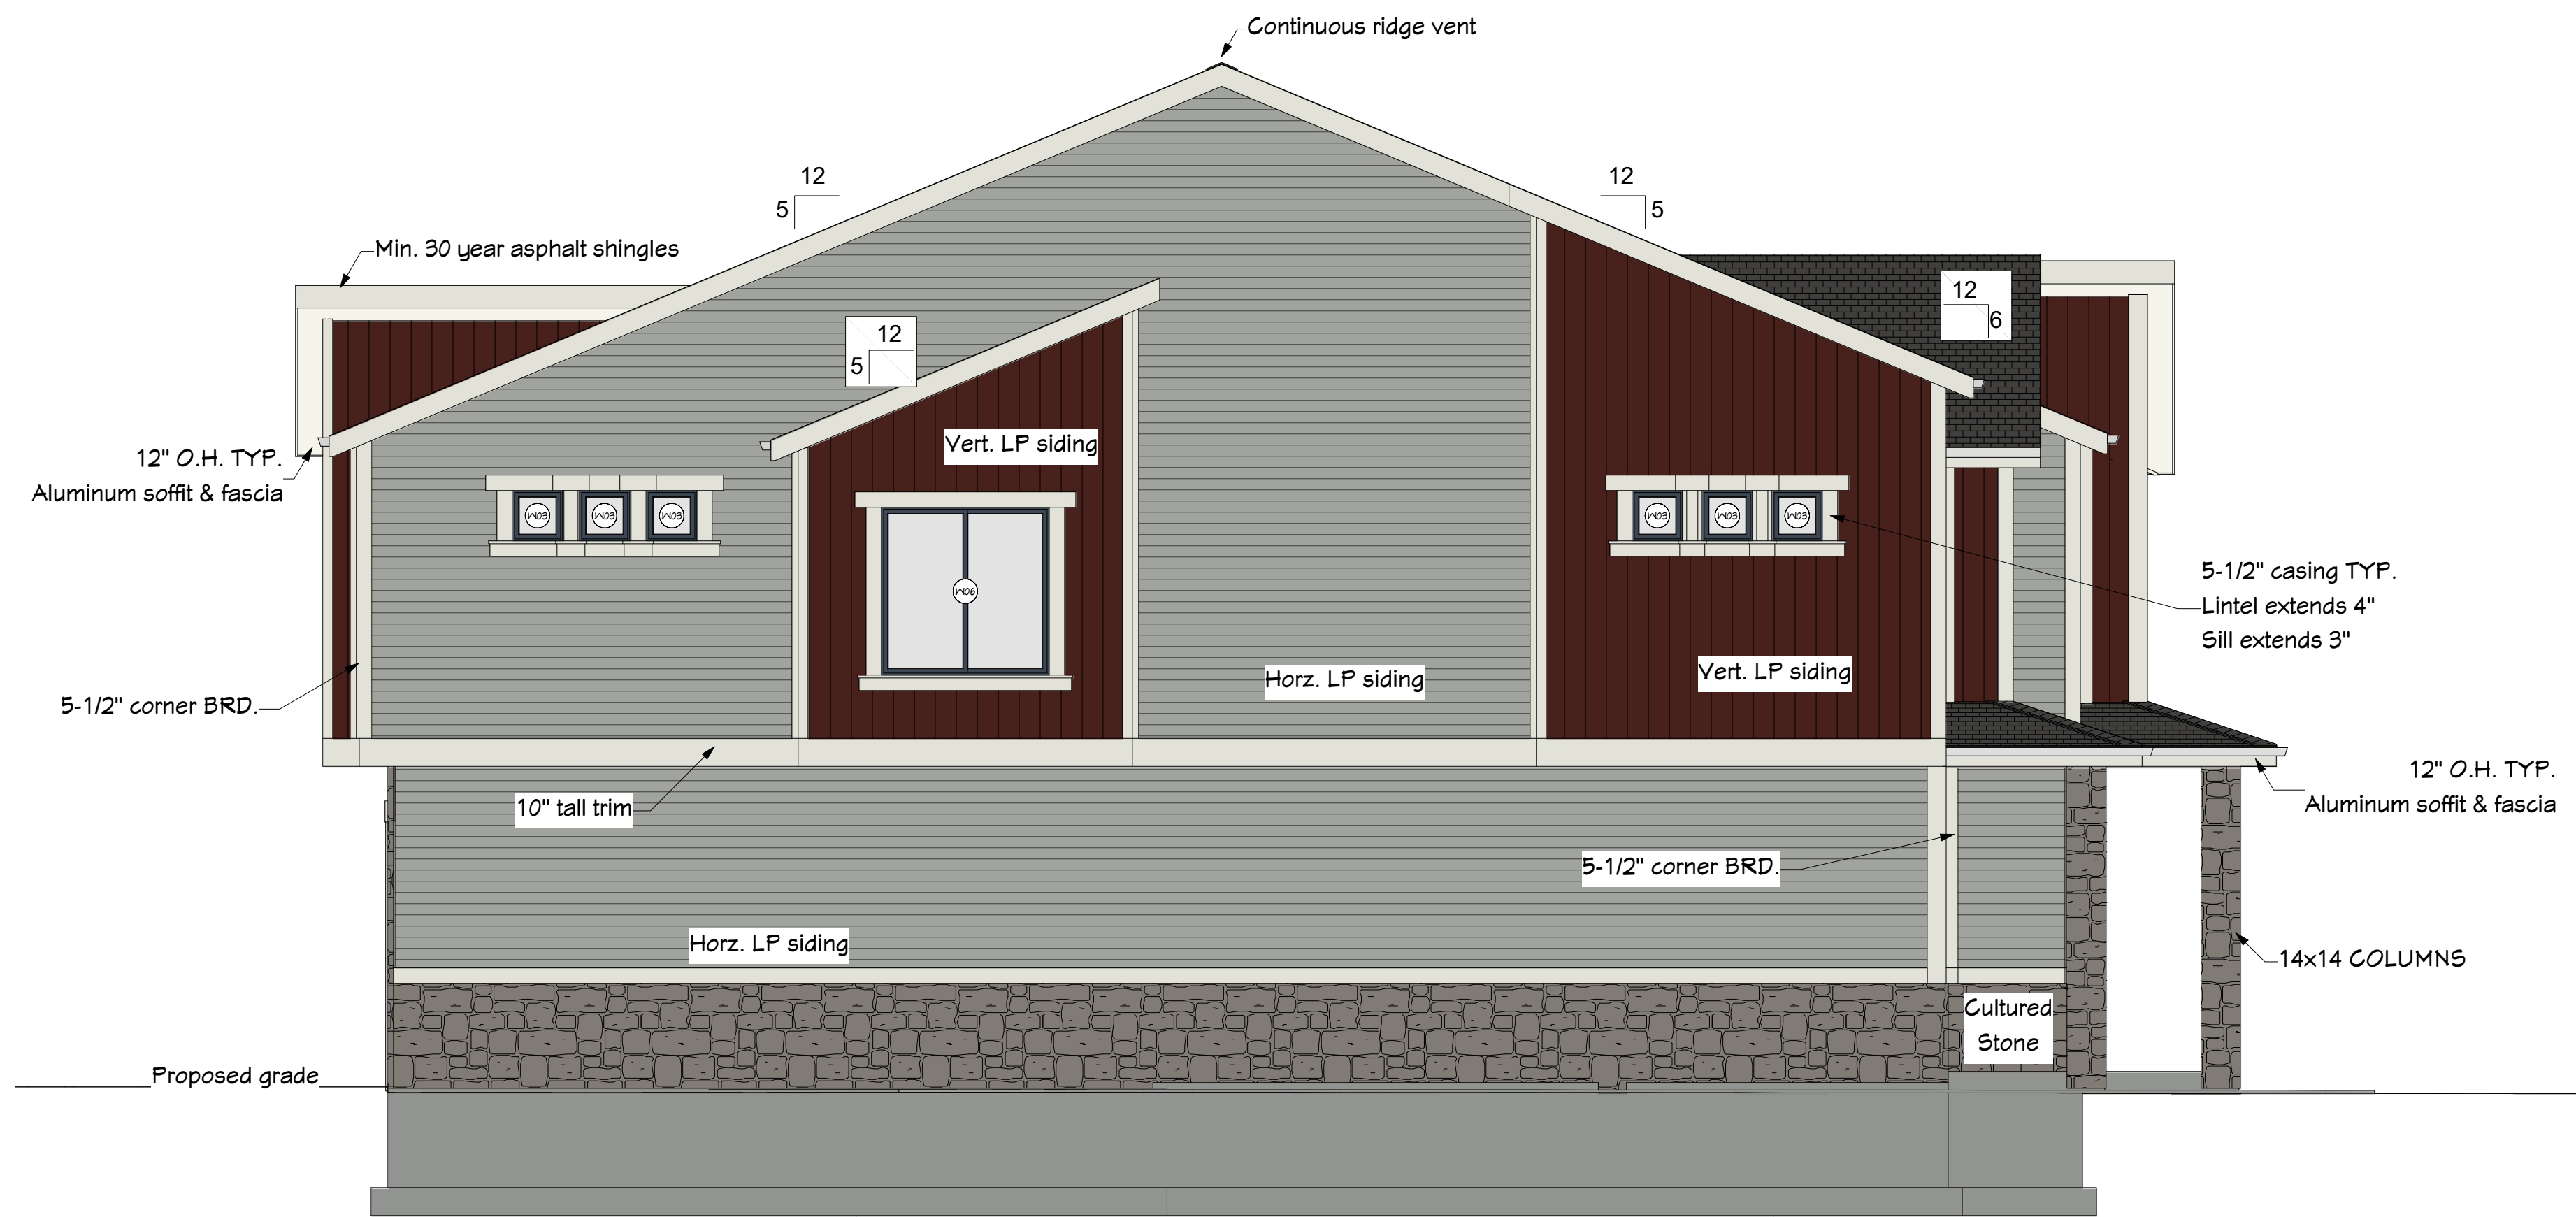 Continuous ridge vent
12
5
12
5
Min. 30 year asphalt shingles
12
6
12
5
Vert. LP siding
12" O.H. TYP.
Aluminum soffit & fascia
W03
W03
W03
W03
W03
W03
W06
5-1/2" casing TYP.
Lintel extends 4"
Sill extends 3"
Horz. LP siding
Vert. LP siding
5-1/2" corner BRD.
10" tall trim
12" O.H. TYP.
Aluminum soffit & fascia
5-1/2" corner BRD.
Horz. LP siding
14x14 COLUMNS
Cultured
Stone
Proposed grade